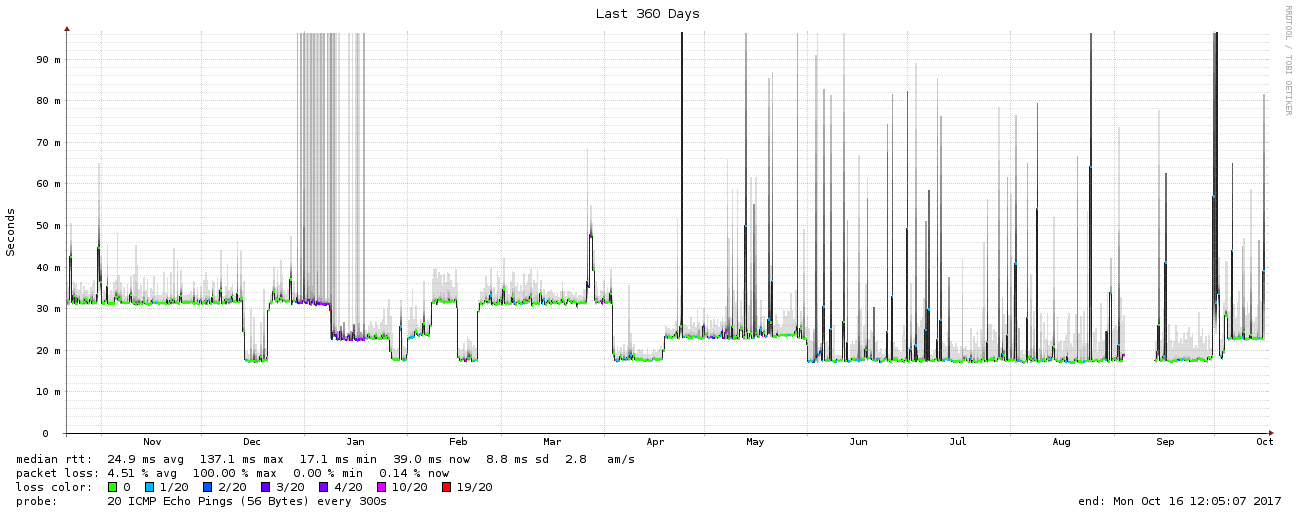 Last 360 Days
RRDTOOL / TOBI OETIKER
Seconds
90 m
80 m
70 m
60 m
50 m
40 m
30 m
20 m
10 m
0
Nov Dec Jan Feb Mar Apr May Jun Jul Aug Sep Oct
median rtt: 24.9 ms avg 137.1 ms max 17.1 ms min 39.0 ms now 8.8 ms sd 2.8 am/s
packet loss: 4.51 % avg 100.00 % max 0.00 % min 0.14 % now
loss color: 0 1/20 2/20 3/20 4/20 10/20 19/20
probe: 20 ICMP Echo Pings (56 Bytes) every 300s end: Mon Oct 16 12:05:07 2017